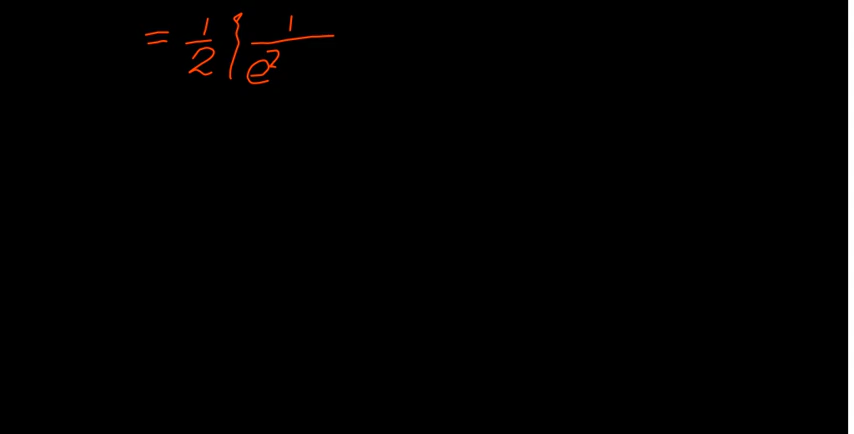 = 1/2 ∫ 1/e²